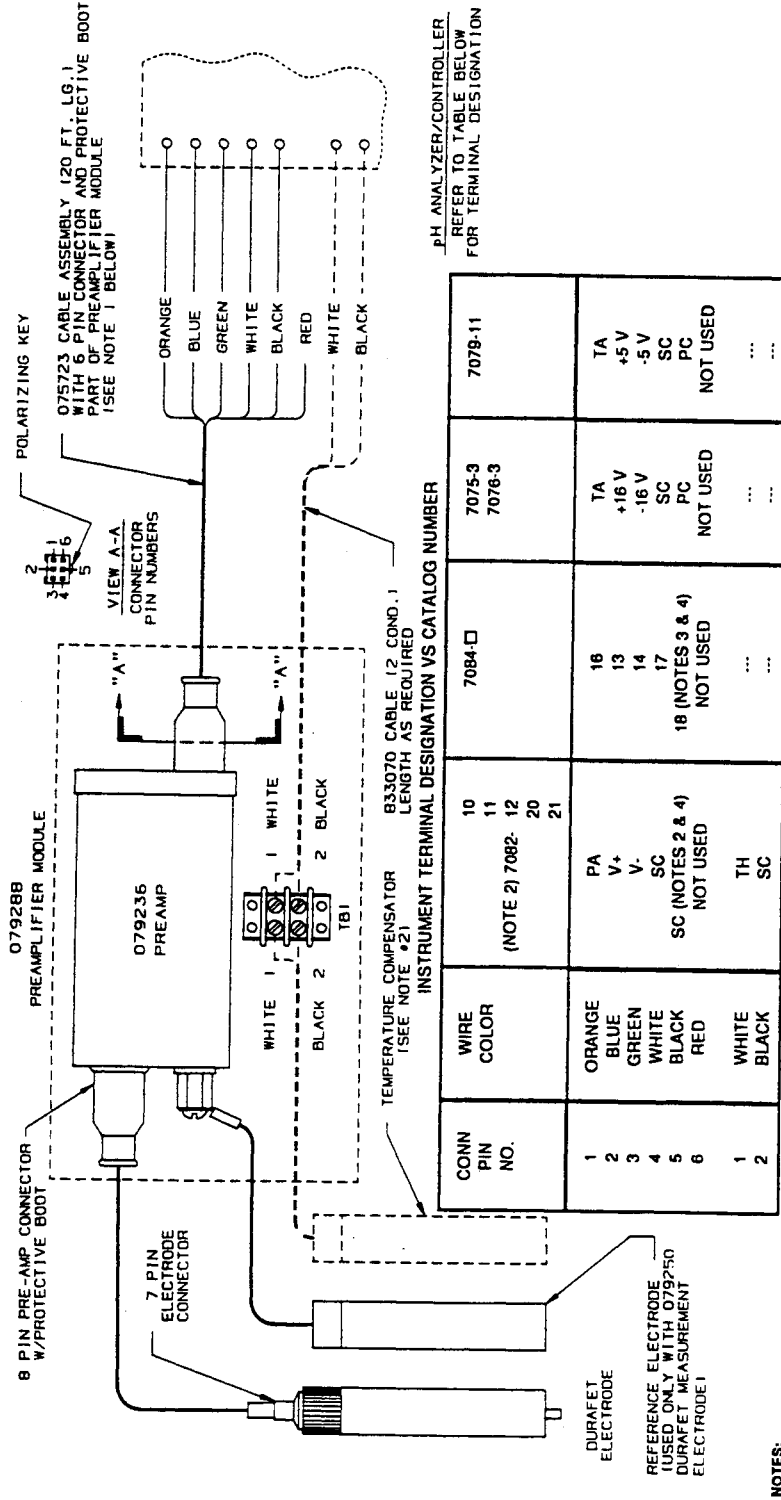 8 PIN PRE-AMP CONNECTOR
W/PROTECTIVE BOOT
079288
PREAMPLIFIER MODULE
079236
PREAMP
7 PIN
ELECTRODE
CONNECTOR
"A"
"A"
2
3 1
4 6
5
VIEW A-A
CONNECTOR
PIN NUMBERS
POLARIZING KEY
075723 CABLE ASSEMBLY (20 FT. LG.)
WITH 6 PIN CONNECTOR AND PROTECTIVE BOOT
PART OF PREAMPLIFIER MODULE
(SEE NOTE 1 BELOW)
ORANGE
BLUE
GREEN
WHITE
BLACK
RED
WHITE
BLACK
WHITE 1 1 WHITE
BLACK 2 2 BLACK
TB1
833070 CABLE (2 COND.)
LENGTH AS REQUIRED
TEMPERATURE COMPENSATOR
(SEE NOTE #2)
DURAFET
ELECTRODE
REFERENCE ELECTRODE
(USED ONLY WITH 079250
DURAFET MEASUREMENT
ELECTRODE)
pH ANALYZER/CONTROLLER
REFER TO TABLE BELOW
FOR TERMINAL DESIGNATION
INSTRUMENT TERMINAL DESIGNATION VS CATALOG NUMBER
CONN PIN NO. WIRE COLOR (NOTE 2) 7082- 10 11 12 20 21 7084-□ 7075-3 7076-3 7079-11
1 ORANGE PA 16 TA TA
2 BLUE V+ 13 +16 V +5 V
3 GREEN V- 14 -16 V -5 V
4 WHITE SC 17 SC SC
5 BLACK SC (NOTES 2 & 4) 18 (NOTES 3 & 4) PC PC
6 RED NOT USED NOT USED NOT USED NOT USED
1 WHITE TH --- --- ---
2 BLACK SC --- --- ---
NOTES: